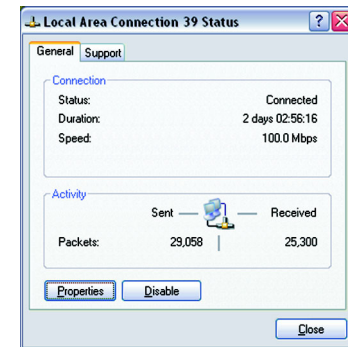 Local Area Connection 39 Status
General Support
Connection
Status: Connected
Duration: 2 days 02:56:16
Speed: 100.0 Mbps
Activity
Sent Received
Packets: 29,058 25,300
Properties Disable
Close